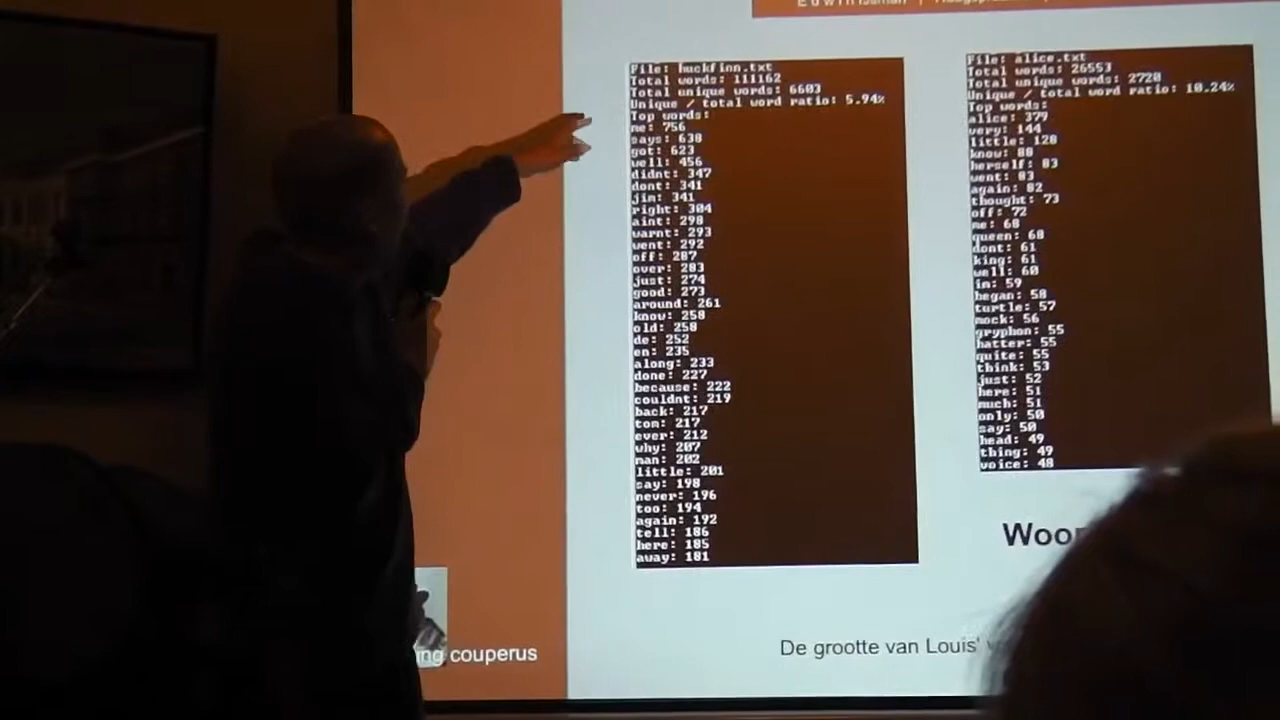 File: huckfinn.txt
Total words: 111162
Total unique words: 6603
Unique / total word ratio: 5.94%
Top words:
me: 756
says: 638
got: 623
well: 456
didnt: 347
dont: 341
jim: 341
right: 304
aint: 298
warnt: 293
went: 292
off: 287
over: 283
just: 274
good: 273
around: 261
know: 258
old: 258
de: 252
en: 235
along: 233
done: 227
because: 222
couldnt: 219
back: 217
tom: 217
ever: 212
why: 207
man: 202
little: 201
say: 198
never: 196
too: 194
again: 192
tell: 186
here: 185
away: 181
File: alice.txt
Total words: 26553
Total unique words: 2720
Unique / total word ratio: 10.24%
Top words:
alice: 379
very: 144
little: 128
know: 88
herself: 83
went: 83
again: 82
thought: 73
off: 72
me: 68
queen: 68
dont: 61
king: 61
well: 60
im: 59
began: 58
turtle: 57
mock: 56
gryphon: 55
hatter: 55
quite: 55
think: 53
just: 52
here: 51
much: 51
only: 50
say: 50
head: 49
thing: 49
voice: 48
couperus
De grootte van Louis'